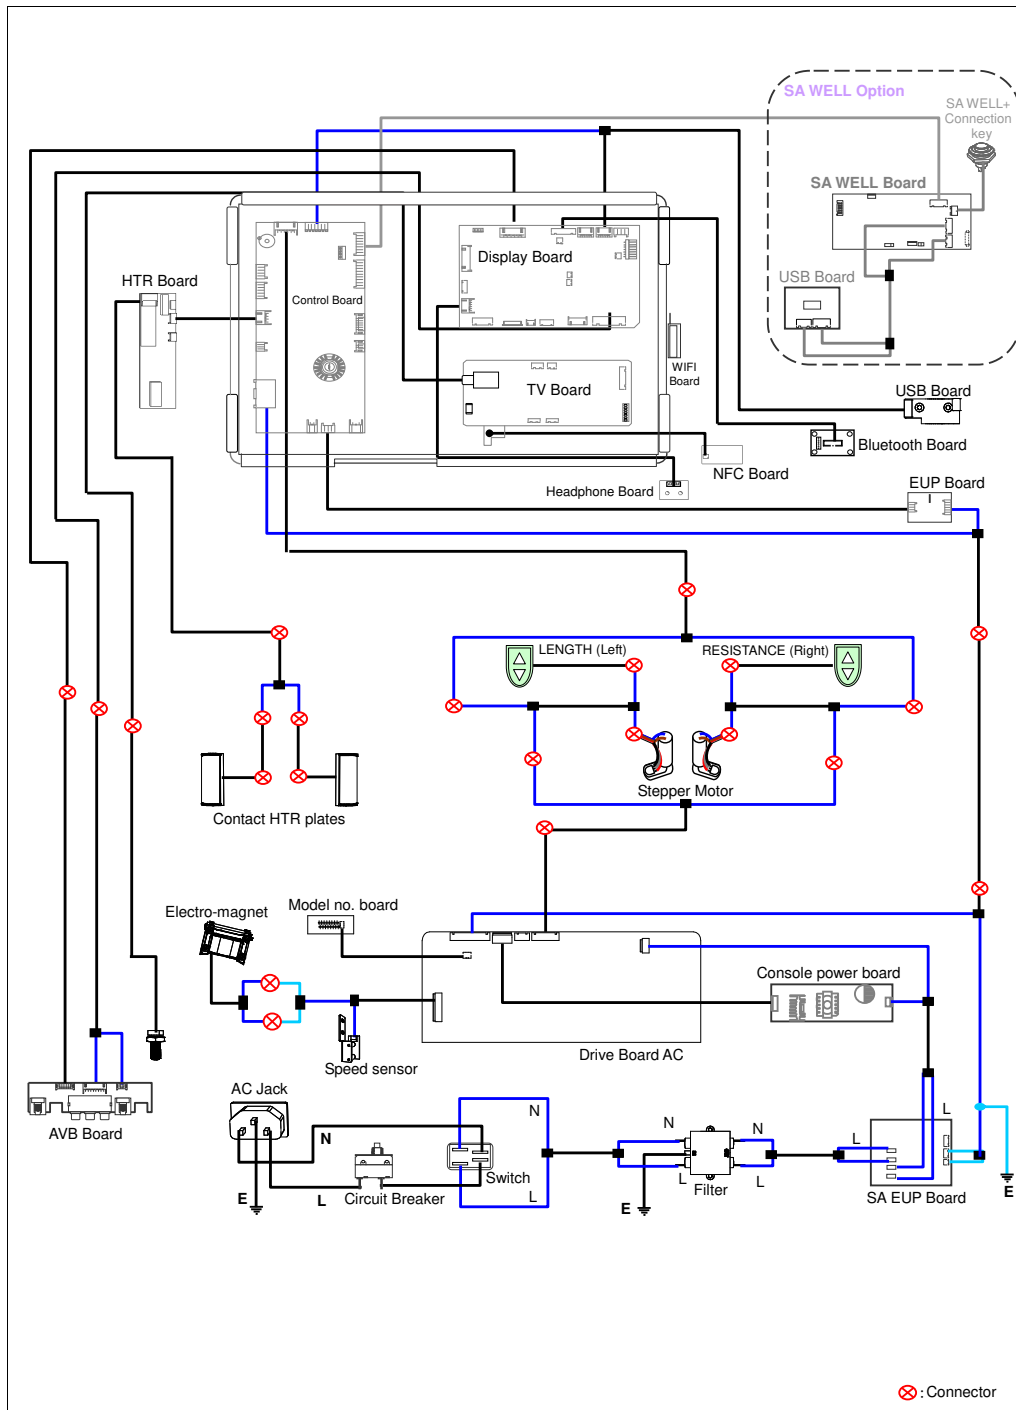 SA WELL Option
SA WELL+
Connection
key
SA WELL Board
USB Board
HTR Board
Control Board
Display Board
TV Board
WIFI
Board
USB Board
Bluetooth Board
NFC Board
Headphone Board
EUP Board
LENGTH (Left)
RESISTANCE (Right)
Stepper Motor
Contact HTR plates
Electro-magnet
Model no. board
Console power board
Drive Board AC
Speed sensor
AVB Board
AC Jack
N
E
L
Circuit Breaker
Switch
N
L
N
L
E
Filter
N
L
L
L
SA EUP Board
E
: Connector